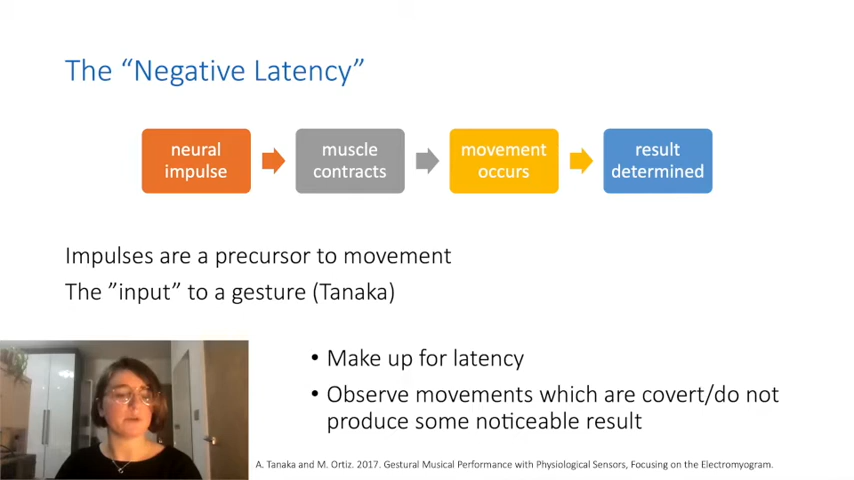 The “Negative Latency”
neural
impulse
muscle
contracts
movement
occurs
result
determined
Impulses are a precursor to movement
The ”input” to a gesture (Tanaka)
• Make up for latency
• Observe movements which are covert/do not
produce some noticeable result
A. Tanaka and M. Ortiz. 2017. Gestural Musical Performance with Physiological Sensors, Focusing on the Electromyogram.